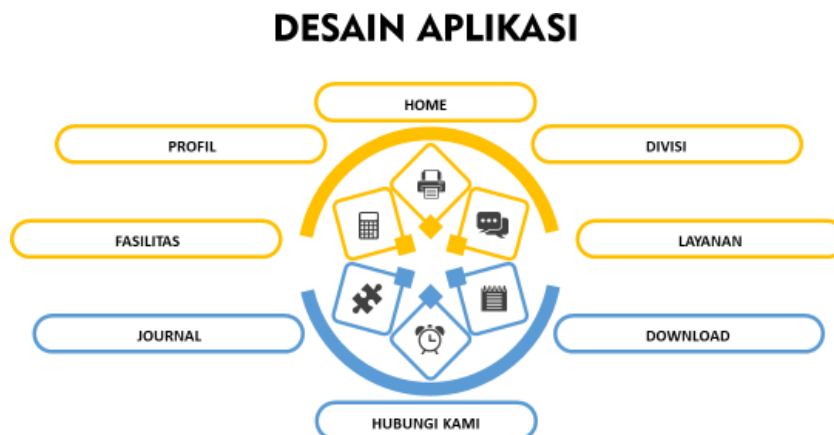 DESAIN APLIKASI
HOME
PROFIL
DIVISI
FASILITAS
LAYANAN
JOURNAL
DOWNLOAD
HUBUNGI KAMI